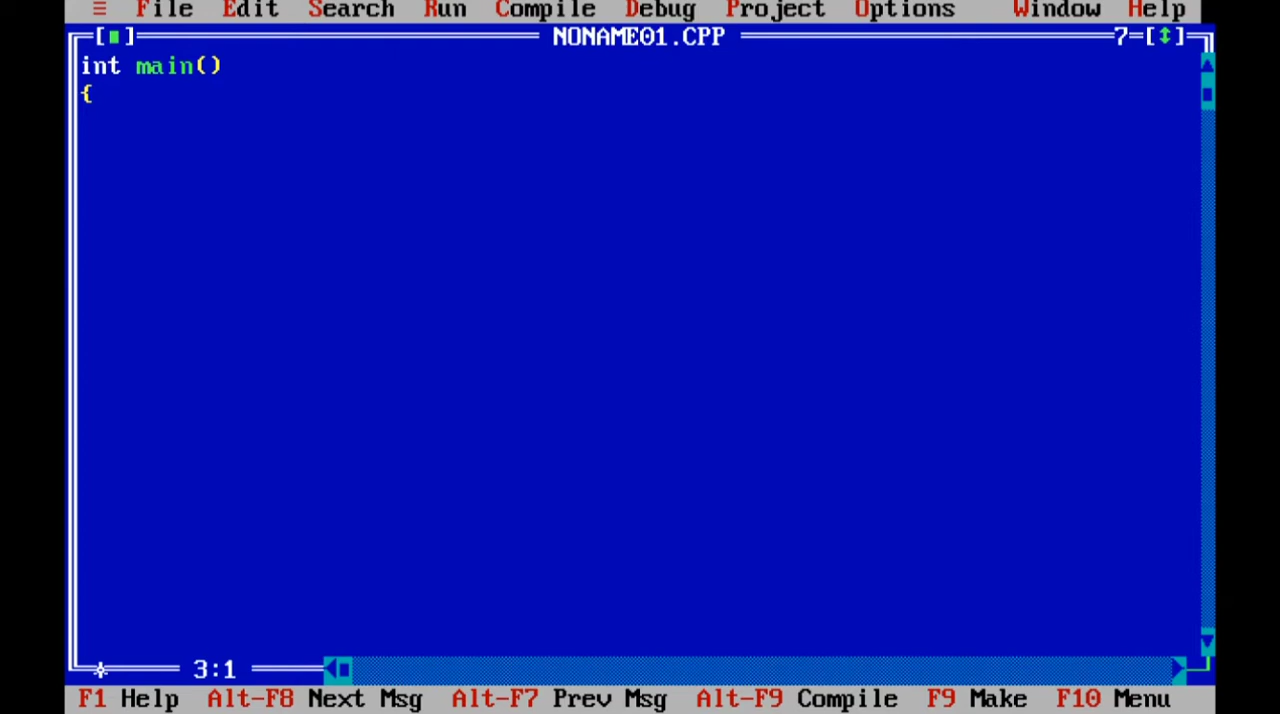 ≡ File Edit Search Run Compile Debug Project Options Window Help
[■] NONAME01.CPP 7=[↕]
int main()
{
3:1
F1 Help Alt-F8 Next Msg Alt-F7 Prev Msg Alt-F9 Compile F9 Make F10 Menu